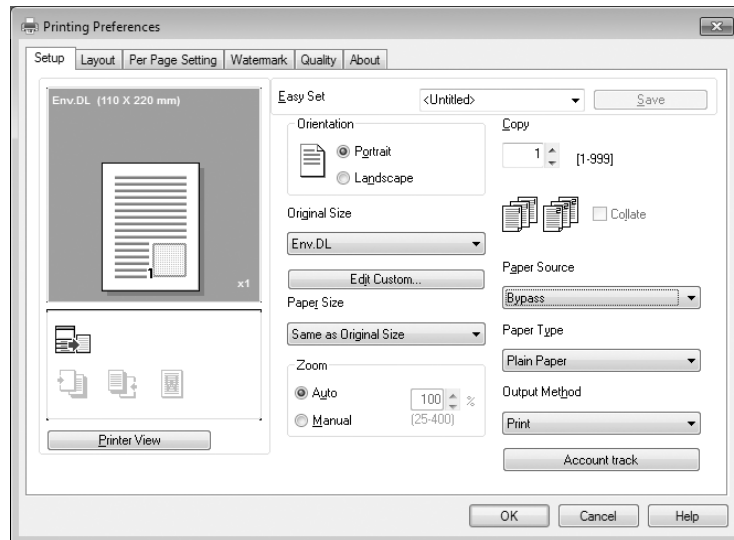 Printing Preferences
Setup Layout Per Page Setting Watermark Quality About
Env.DL (110 X 220 mm)
1
x1
Printer View
Easy Set <Untitled> Save
Orientation
Portrait
Landscape
Original Size
Env.DL
Edit Custom...
Paper Size
Same as Original Size
Zoom
Auto
Manual
100 %
(25-400)
Copy
1 [1-999]
Collate
Paper Source
Bypass
Paper Type
Plain Paper
Output Method
Print
Account track
OK Cancel Help